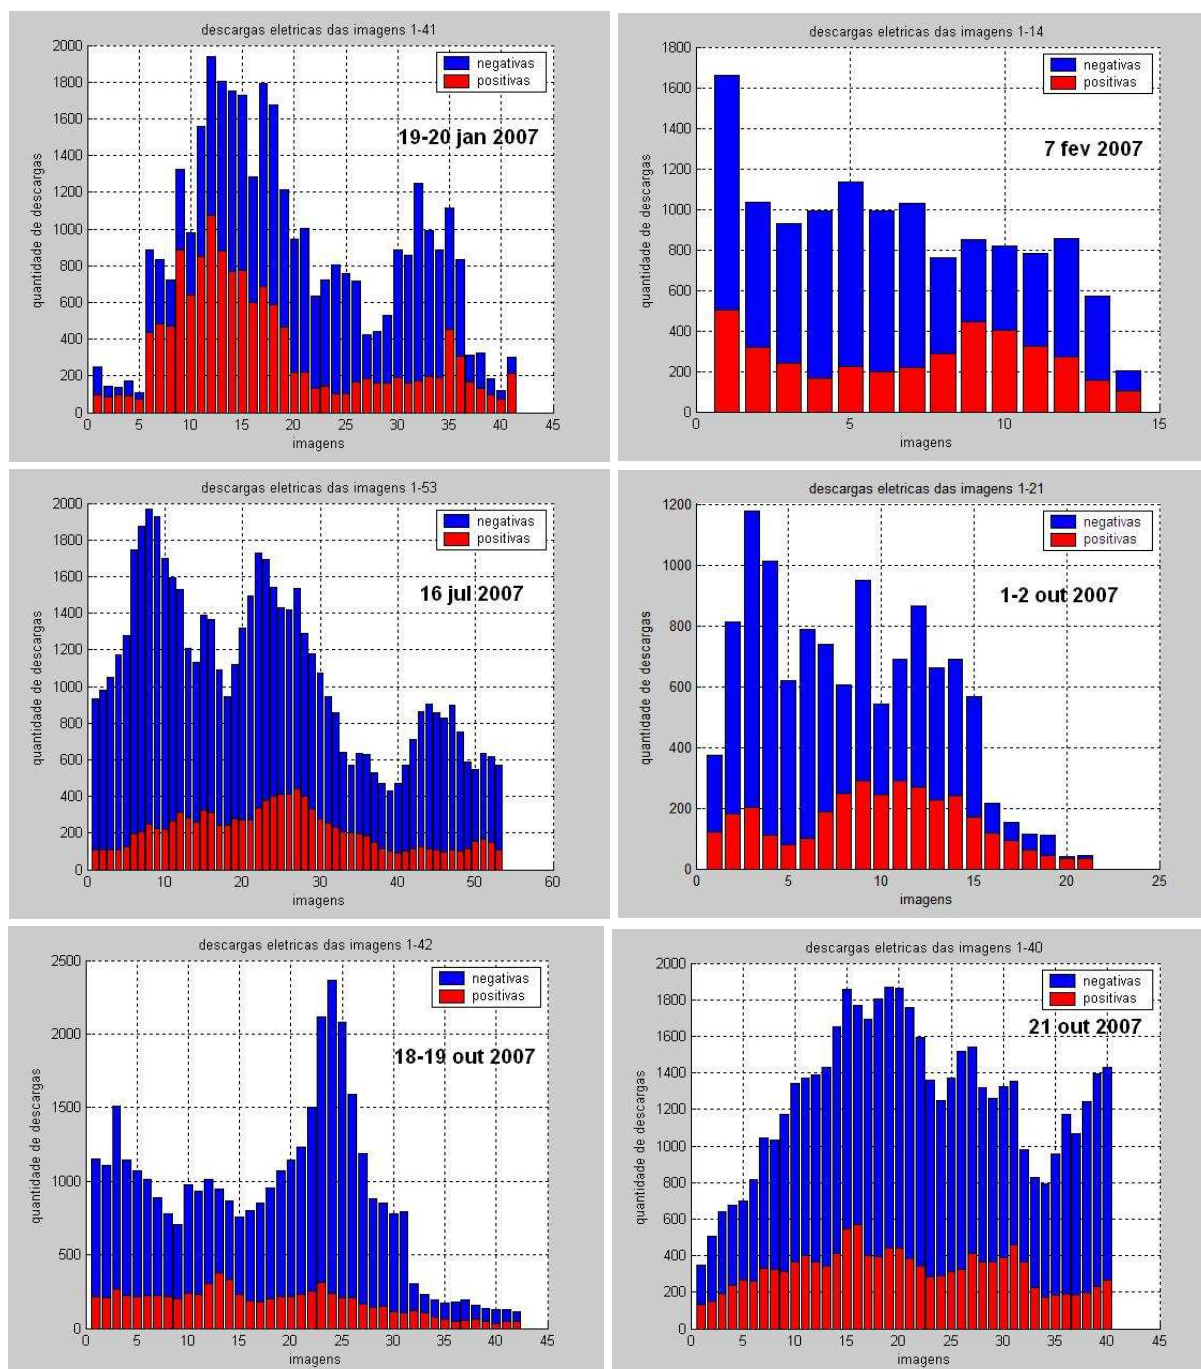 descargas eletricas das imagens 1-41
quantidade de descargas
2000
1800
1600
1400
1200
1000
800
600
400
200
0
negativas
positivas
19-20 jan 2007
0 5 10 15 20 25 30 35 40 45
imagens
descargas eletricas das imagens 1-14
quantidade de descargas
1800
1600
1400
1200
1000
800
600
400
200
0
negativas
positivas
7 fev 2007
0 5 10 15
imagens
descargas eletricas das imagens 1-53
quantidade de descargas
2000
1800
1600
1400
1200
1000
800
600
400
200
0
negativas
positivas
16 jul 2007
0 10 20 30 40 50 60
imagens
descargas eletricas das imagens 1-21
quantidade de descargas
1200
1000
800
600
400
200
0
negativas
positivas
1-2 out 2007
0 5 10 15 20 25
imagens
descargas eletricas das imagens 1-42
quantidade de descargas
2500
2000
1500
1000
500
0
negativas
positivas
18-19 out 2007
0 5 10 15 20 25 30 35 40 45
imagens
descargas eletricas das imagens 1-40
quantidade de descargas
2000
1800
1600
1400
1200
1000
800
600
400
200
0
negativas
positivas
21 out 2007
0 5 10 15 20 25 30 35 40 45
imagens